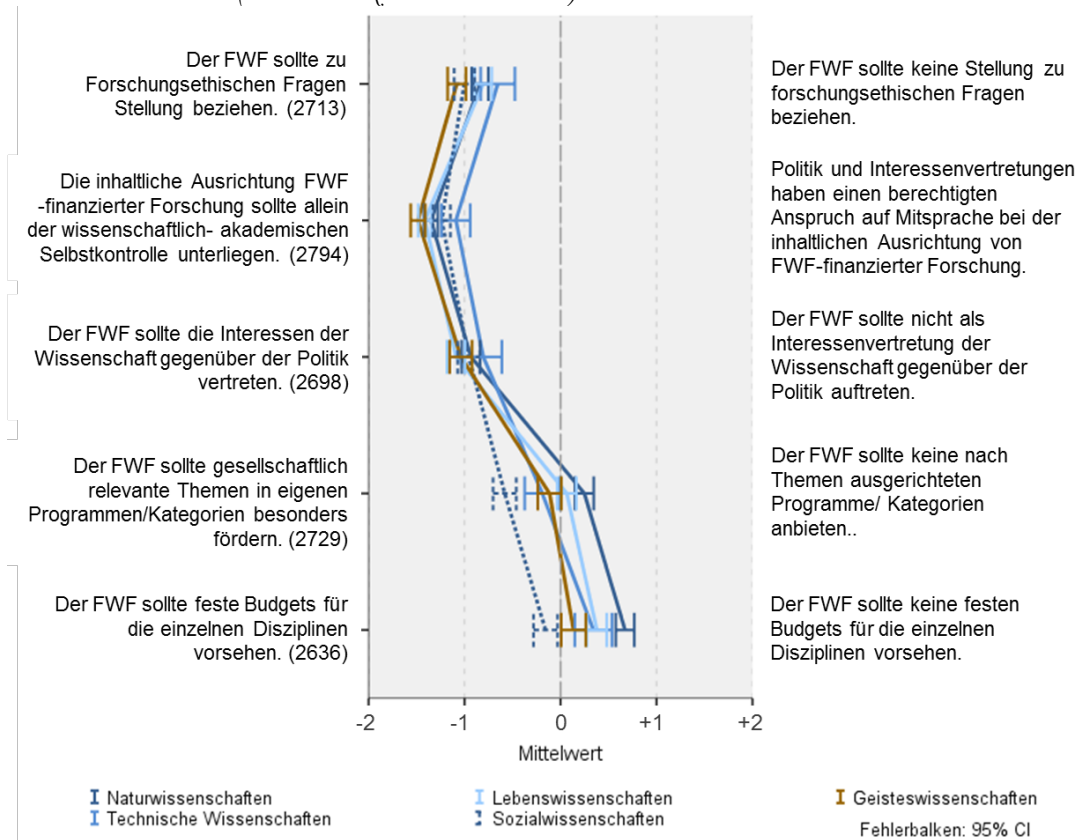 Der FWF sollte zu
Forschungsethischen Fragen
Stellung beziehen. (2713)
Der FWF sollte keine Stellung zu
forschungsethischen Fragen
beziehen.
Die inhaltliche Ausrichtung FWF
-finanzierter Forschung sollte allein
der wissenschaftlich- akademischen
Selbstkontrolle unterliegen. (2794)
Politik und Interessenvertretungen
haben einen berechtigten
Anspruch auf Mitsprache bei der
inhaltlichen Ausrichtung von
FWF-finanzierter Forschung.
Der FWF sollte die Interessen der
Wissenschaft gegenüber der Politik
vertreten. (2698)
Der FWF sollte nicht als
Interessenvertretung der
Wissenschaft gegenüber der
Politik auftreten.
Der FWF sollte gesellschaftlich
relevante Themen in eigenen
Programmen/Kategorien besonders
fördern. (2729)
Der FWF sollte keine nach
Themen ausgerichteten
Programme/ Kategorien
anbieten..
Der FWF sollte feste Budgets für
die einzelnen Disziplinen
vorsehen. (2636)
Der FWF sollte keine festen
Budgets für die einzelnen
Disziplinen vorsehen.
-2 -1 0 +1 +2
Mittelwert
Naturwissenschaften
Technische Wissenschaften
Lebenswissenschaften
Sozialwissenschaften
Geisteswissenschaften
Fehlerbalken: 95% CI